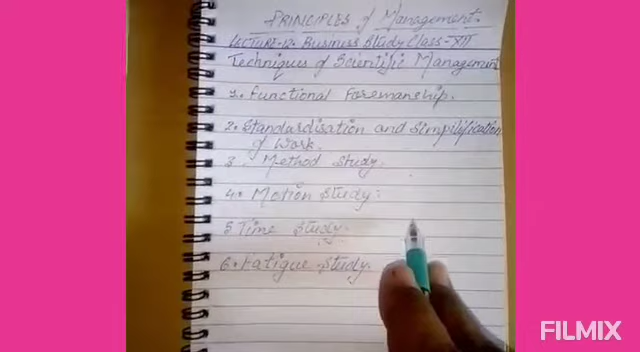 PRINCIPLES of Management.
LECTURE-12. Business Study Class-XII
Techniques of Scientific Management
1. Functional Foremanship.
2. Standardisation and Simplification
of Work.
3. Method Study.
4. Motion Study:
5 Time Study.
6. Fatigue Study.
FILMIX